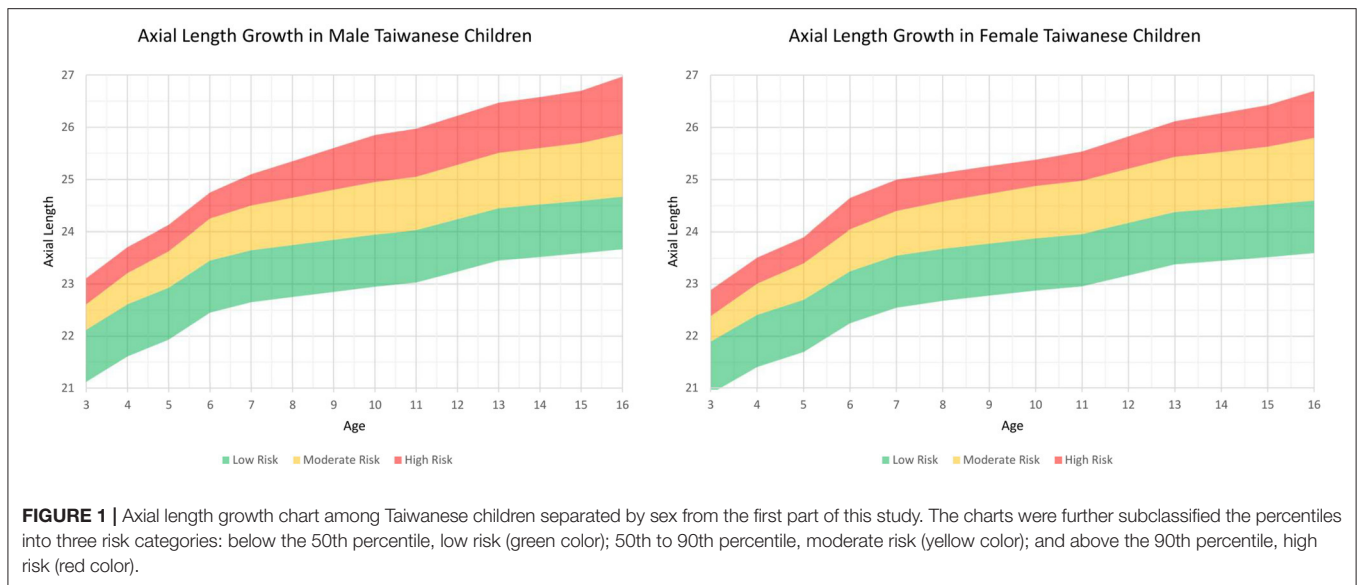 Axial Length Growth in Male Taiwanese Children
27
26
25
24
23
22
21
Axial Length
3 4 5 6 7 8 9 10 11 12 13 14 15 16
Age
Low Risk Moderate Risk High Risk
Axial Length Growth in Female Taiwanese Children
27
26
25
24
23
22
21
Axial Length
3 4 5 6 7 8 9 10 11 12 13 14 15 16
Age
Low Risk Moderate Risk High Risk
FIGURE 1 | Axial length growth chart among Taiwanese children separated by sex from the first part of this study. The charts were further subclassified the percentiles
into three risk categories: below the 50th percentile, low risk (green color); 50th to 90th percentile, moderate risk (yellow color); and above the 90th percentile, high
risk (red color).